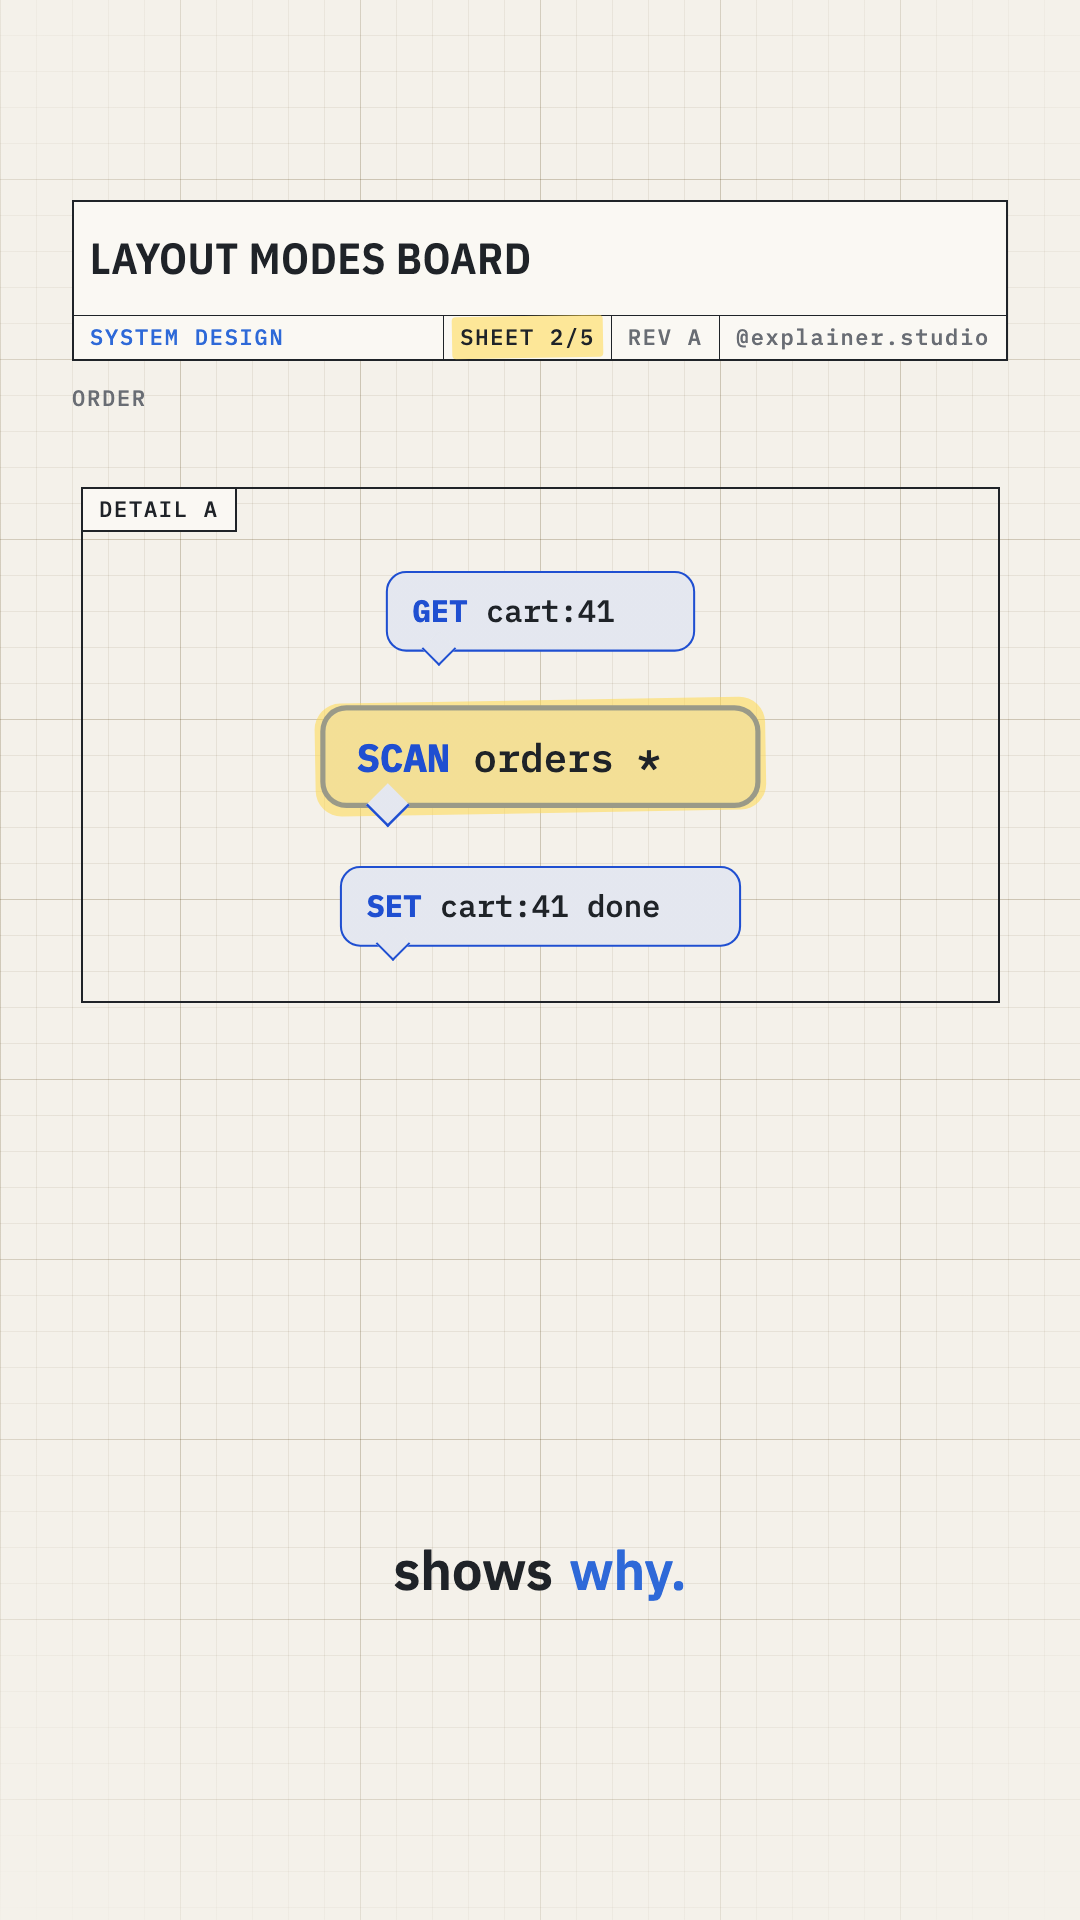 LAYOUT MODES BOARD
SYSTEM DESIGN SHEET 2/5 REV A @explainer.studio
ORDER
DETAIL A
GET cart:41
SCAN orders *
SET cart:41 done
shows why.